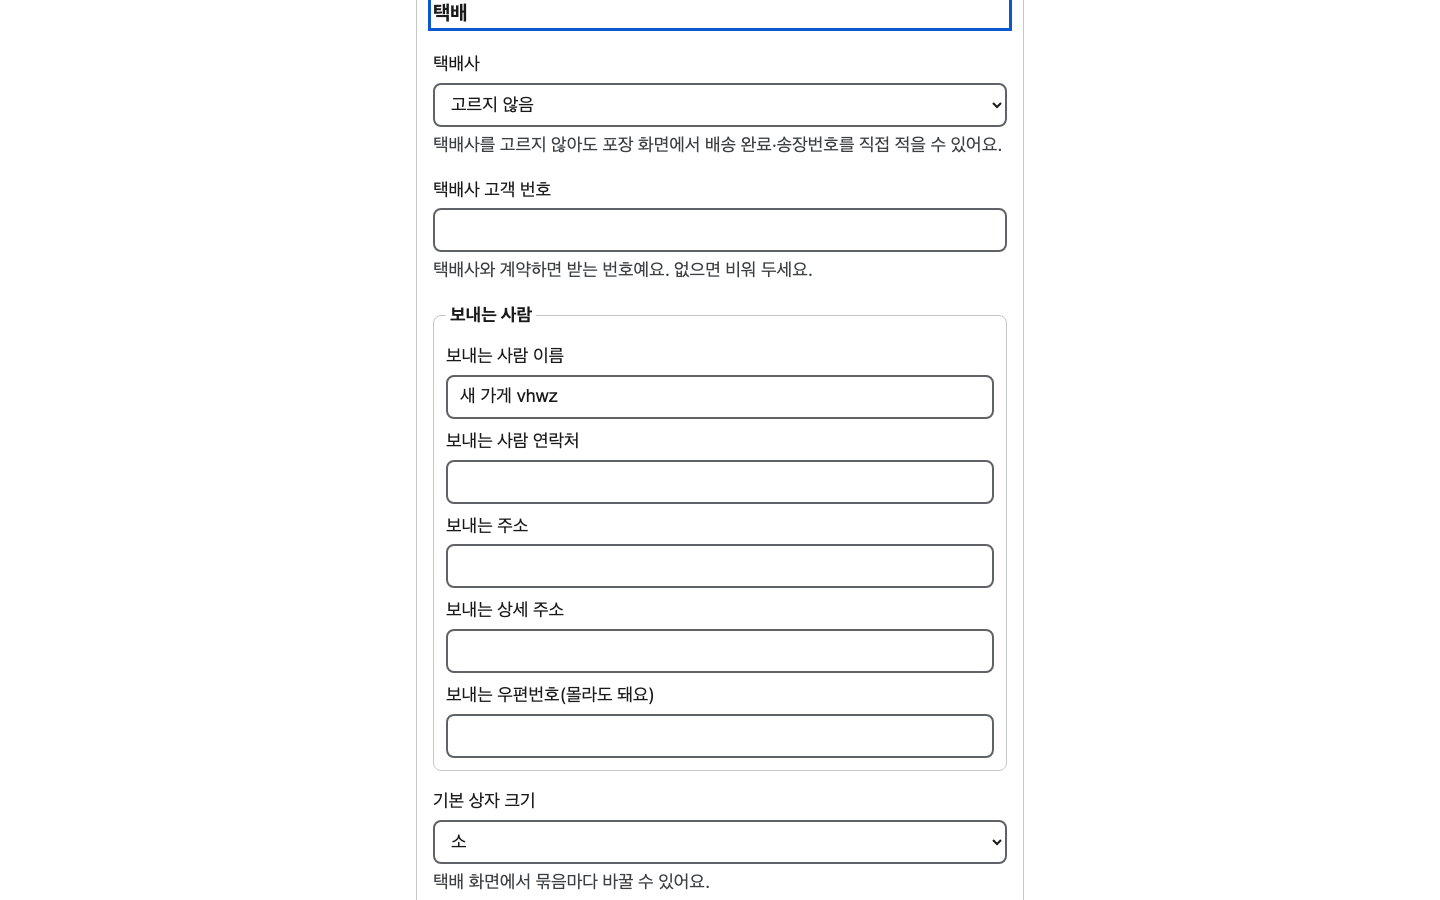 택배
택배사
고르지 않음
택배사를 고르지 않아도 포장 화면에서 배송 완료·송장번호를 직접 적을 수 있어요.
택배사 고객 번호
택배사와 계약하면 받는 번호예요. 없으면 비워 두세요.
보내는 사람
보내는 사람 이름
새 가게 vhwz
보내는 사람 연락처
보내는 주소
보내는 상세 주소
보내는 우편번호(몰라도 돼요)
기본 상자 크기
소
택배 화면에서 묶음마다 바꿀 수 있어요.